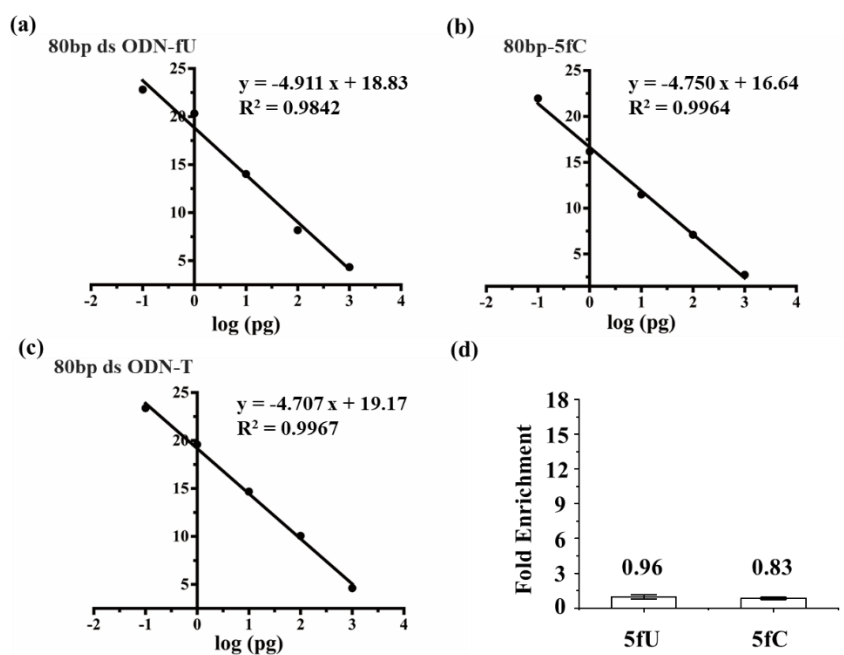 (a)
80bp ds ODN-fU
y = -4.911 x + 18.83
R² = 0.9842
25
20
15
10
5
-2 -1 0 1 2 3 4
log (pg)
(b)
80bp-5fC
y = -4.750 x + 16.64
R² = 0.9964
25
20
15
10
5
-2 -1 0 1 2 3 4
log (pg)
(c)
80bp ds ODN-T
y = -4.707 x + 19.17
R² = 0.9967
25
20
15
10
5
-2 -1 0 1 2 3 4
log (pg)
(d)
Fold Enrichment
18
15
12
9
6
3
0
0.96 0.83
5fU 5fC